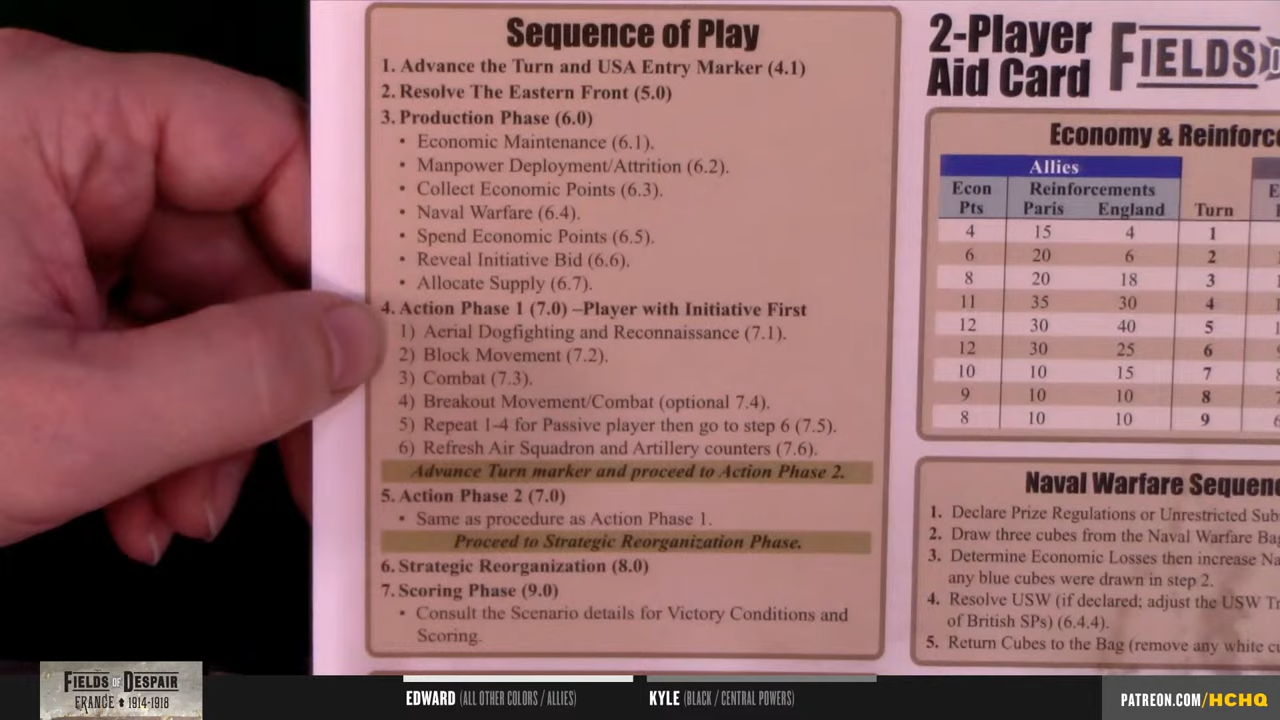 Sequence of Play
1. Advance the Turn and USA Entry Marker (4.1)
2. Resolve The Eastern Front (5.0)
3. Production Phase (6.0)
• Economic Maintenance (6.1).
• Manpower Deployment/Attrition (6.2).
• Collect Economic Points (6.3).
• Naval Warfare (6.4).
• Spend Economic Points (6.5).
• Reveal Initiative Bid (6.6).
• Allocate Supply (6.7).
4. Action Phase 1 (7.0) –Player with Initiative First
1) Aerial Dogfighting and Reconnaissance (7.1).
2) Block Movement (7.2).
3) Combat (7.3).
4) Breakout Movement/Combat (optional 7.4).
5) Repeat 1-4 for Passive player then go to step 6 (7.5).
6) Refresh Air Squadron and Artillery counters (7.6).
Advance Turn marker and proceed to Action Phase 2.
5. Action Phase 2 (7.0)
• Same as procedure as Action Phase 1.
Proceed to Strategic Reorganization Phase.
6. Strategic Reorganization (8.0)
7. Scoring Phase (9.0)
• Consult the Scenario details for Victory Conditions and
Scoring.
2-Player
Aid Card
FIELDS
Economy &
Allies
Econ Reinforcements
Pts Paris England Turn
4 15 4 1
6 20 6 2
8 20 18 3
11 35 30 4
12 30 40 5
12 30 25 6
10 10 15 7
9 10 10 8
8 10 10 9
Naval Warfare
1. Declare Prize Regulations or Unrestricted
2. Draw three cubes from the Naval Warfare
3. Determine Economic Losses then increase
any blue cubes were drawn in step 2.
4. Resolve USW (if declared; adjust the USW
of British SPs) (6.4.4).
5. Return Cubes to the Bag (remove any white
FIELDS OF DESPAIR
FRANCE 1914-1918
EDWARD (ALL OTHER COLORS / ALLIES)
KYLE (BLACK / CENTRAL POWERS)
PATREON.COM/HCHQ